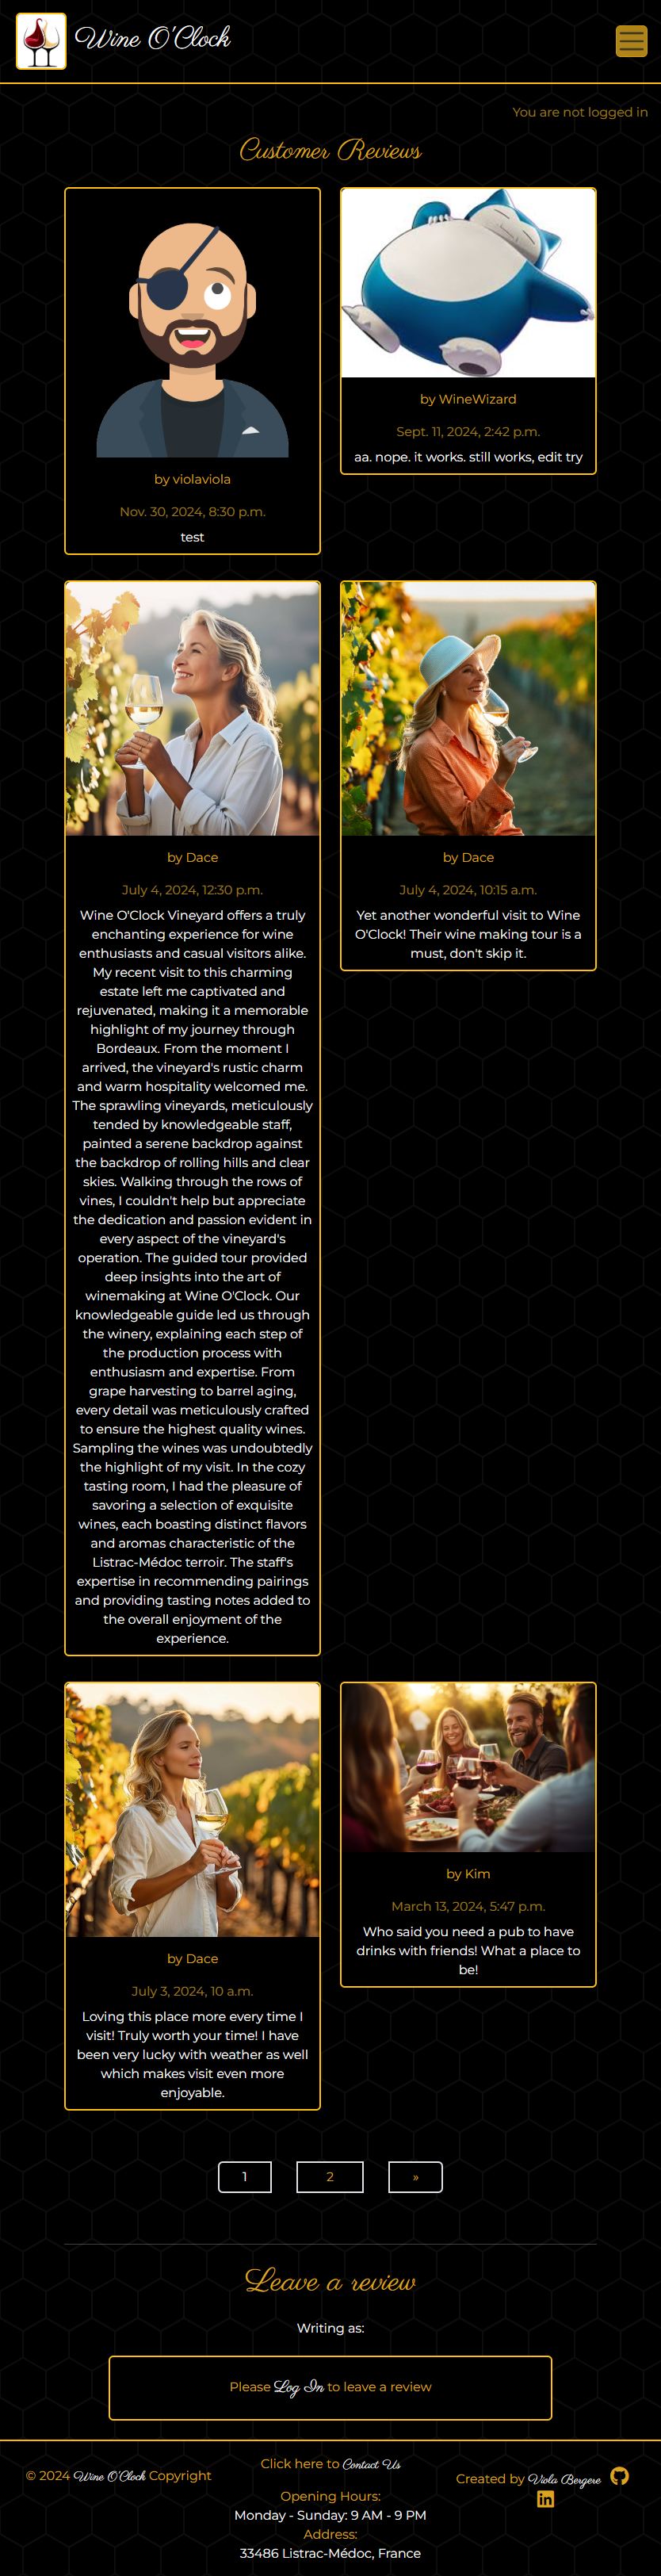 Wine O'Clock
You are not logged in
Customer Reviews
by violaviola
Nov. 30, 2024, 8:30 p.m.
test
by WineWizard
Sept. 11, 2024, 2:42 p.m.
aa. nope. it works. still works, edit try
by Dace
July 4, 2024, 12:30 p.m.
Wine O'Clock Vineyard offers a truly
enchanting experience for wine
enthusiasts and casual visitors alike.
My recent visit to this charming
estate left me captivated and
rejuvenated, making it a memorable
highlight of my journey through
Bordeaux. From the moment I
arrived, the vineyard's rustic charm
and warm hospitality welcomed me.
The sprawling vineyards, meticulously
tended by knowledgeable staff,
painted a serene backdrop against
the backdrop of rolling hills and clear
skies. Walking through the rows of
vines, I couldn't help but appreciate
the dedication and passion evident in
every aspect of the vineyard's
operation. The guided tour provided
deep insights into the art of
winemaking at Wine O'Clock. Our
knowledgeable guide led us through
the winery, explaining each step of
the production process with
enthusiasm and expertise. From
grape harvesting to barrel aging,
every detail was meticulously crafted
to ensure the highest quality wines.
Sampling the wines was undoubtedly
the highlight of my visit. In the cozy
tasting room, I had the pleasure of
savoring a selection of exquisite
wines, each boasting distinct flavors
and aromas characteristic of the
Listrac-Médoc terroir. The staff's
expertise in recommending pairings
and providing tasting notes added to
the overall enjoyment of the
experience.
by Dace
July 4, 2024, 10:15 a.m.
Yet another wonderful visit to Wine
O'Clock! Their wine making tour is a
must, don't skip it.
by Dace
July 3, 2024, 10 a.m.
Loving this place more every time I
visit! Truly worth your time! I have
been very lucky with weather as well
which makes visit even more
enjoyable.
by Kim
March 13, 2024, 5:47 p.m.
Who said you need a pub to have
drinks with friends! What a place to
be!
1 2 »
Leave a review
Writing as:
Please Log In to leave a review
© 2024 Wine O'Clock Copyright
Click here to Contact Us
Opening Hours:
Monday - Sunday: 9 AM - 9 PM
Address:
33486 Listrac-Médoc, France
Created by Viola Bergere
in